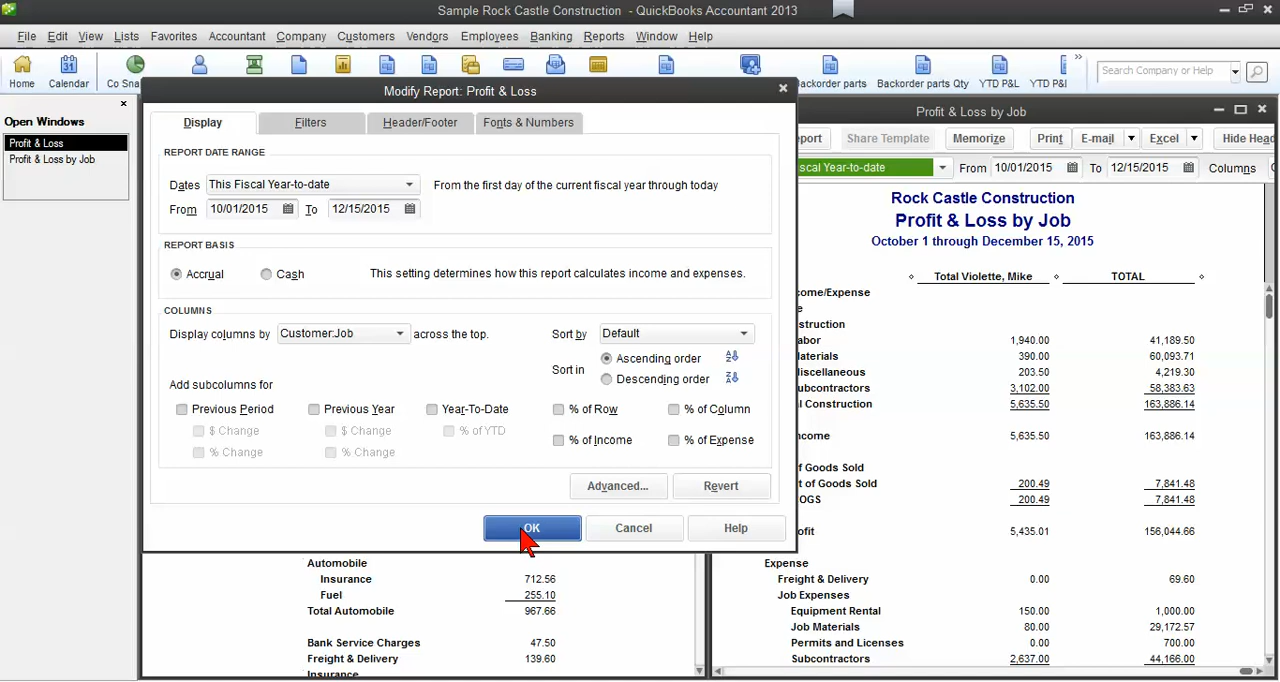 Sample Rock Castle Construction - QuickBooks Accountant 2013
File Edit View Lists Favorites Accountant Company Customers Vendors Employees Banking Reports Window Help
Home Calendar Co Sna Backorder parts Backorder parts Qty YTD P&L YTD P&l
Search Company or Help
Open Windows
Profit & Loss
Profit & Loss by Job
Modify Report: Profit & Loss
Display Filters Header/Footer Fonts & Numbers
REPORT DATE RANGE
Dates This Fiscal Year-to-date From the first day of the current fiscal year through today
From 10/01/2015 To 12/15/2015
REPORT BASIS
Accrual Cash This setting determines how this report calculates income and expenses.
COLUMNS
Display columns by Customer:Job across the top. Sort by Default
Sort in Ascending order
Descending order
Add subcolumns for
Previous Period Previous Year Year-To-Date % of Row % of Column
$ Change $ Change % of YTD
% Change % Change % of Income % of Expense
Advanced... Revert
OK Cancel Help
Automobile
Insurance 712.56
Fuel 255.10
Total Automobile 967.66
Bank Service Charges 47.50
Freight & Delivery 139.60
Insurance
Profit & Loss by Job
port Share Template Memorize Print E-mail Excel Hide Head
scal Year-to-date From 10/01/2015 To 12/15/2015 Columns
Rock Castle Construction
Profit & Loss by Job
October 1 through December 15, 2015
Total Violette, Mike TOTAL
come/Expense
e
struction
abor 1,940.00 41,189.50
laterials 390.00 60,093.71
liscellaneous 203.50 4,219.30
ubcontractors 3,102.00 58,383.63
l Construction 5,635.50 163,886.14
come 5,635.50 163,886.14
f Goods Sold
t of Goods Sold 200.49 7,841.48
OGS 200.49 7,841.48
ofit 5,435.01 156,044.66
Expense
Freight & Delivery 0.00 69.60
Job Expenses
Equipment Rental 150.00 1,000.00
Job Materials 80.00 29,172.57
Permits and Licenses 0.00 700.00
Subcontractors 2,637.00 44,166.00